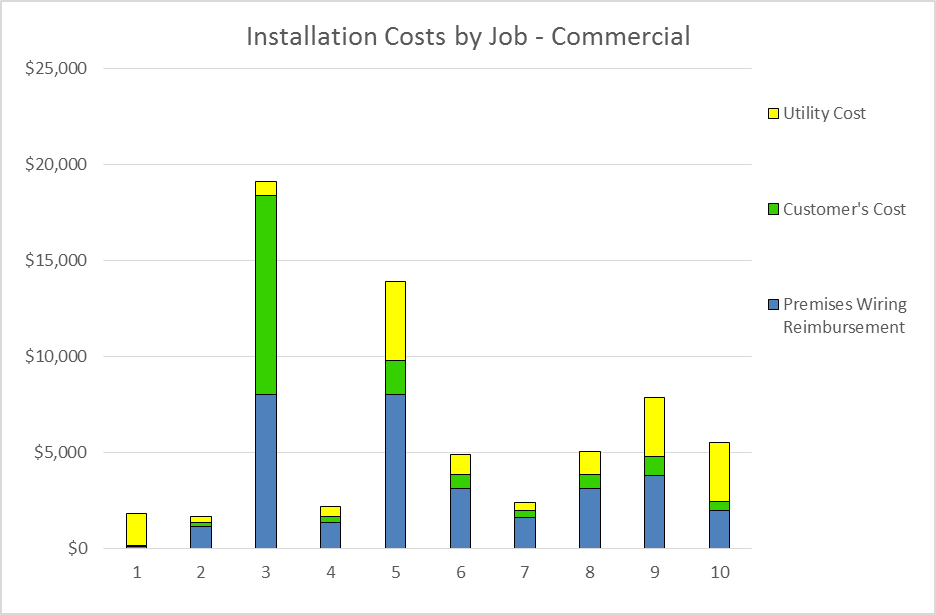 Installation Costs by Job - Commercial
$25,000
$20,000
$15,000
$10,000
$5,000
$0
1 2 3 4 5 6 7 8 9 10
Utility Cost
Customer's Cost
Premises Wiring
Reimbursement